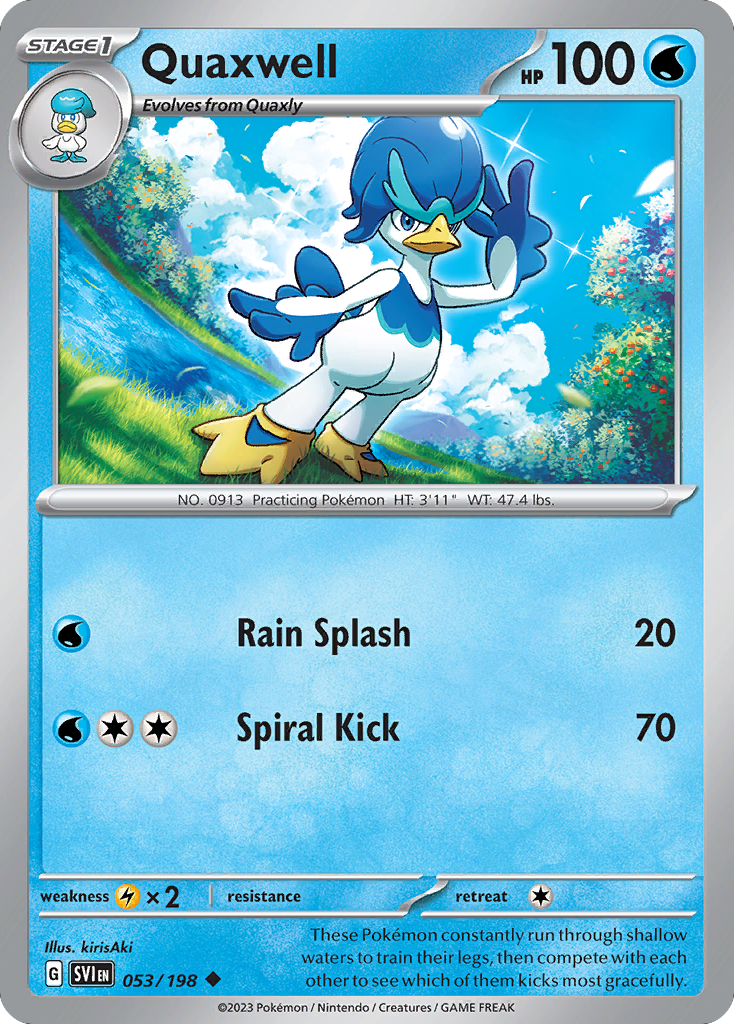 STAGE1
Quaxwell
HP 100
Evolves from Quaxly
NO. 0913 Practicing Pokémon HT: 3'11" WT: 47.4 lbs.
Rain Splash 20
Spiral Kick 70
weakness ×2 resistance retreat
Illus. kirisAki
These Pokémon constantly run through shallow
waters to train their legs, then compete with each
other to see which of them kicks most gracefully.
G SVI EN 053/198
©2023 Pokémon / Nintendo / Creatures / GAME FREAK